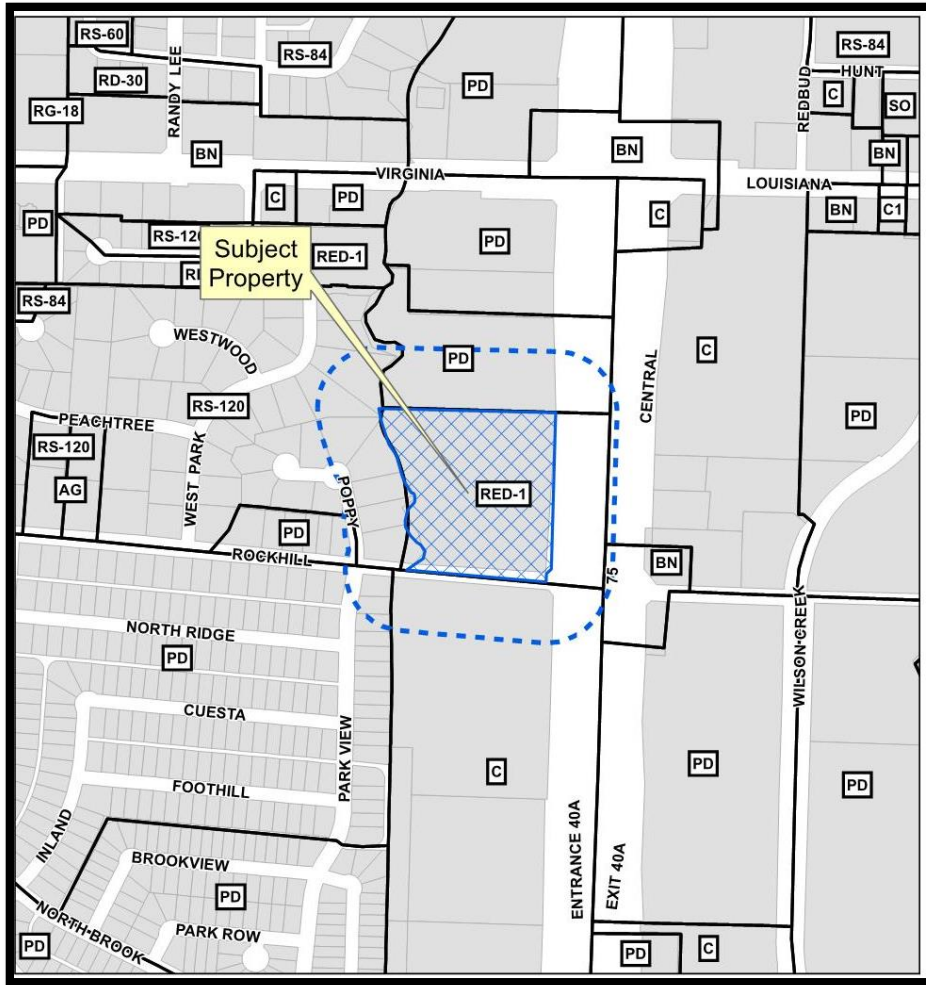 RS-60
RS-84
RD-30
RG-18
RANDY LEE
BN
PD
RS-84
HUNT
C
SO
REDBUD
BN
BN
VIRGINIA
LOUISIANA
C
PD
PD
C
BN
C1
PD
RS-120
RED-1
Subject
Property
RS-84
WESTWOOD
PD
C
CENTRAL
RS-120
PEACHTREE
PD
RS-120
AG
WEST PARK
POPPY
RED-1
PD
ROCKHILL
75
BN
WILSON CREEK
NORTH RIDGE
PD
CUESTA
PARK VIEW
C
PD
PD
FOOTHILL
INLAND
BROOKVIEW
PD
ENTRANCE 40A
EXIT 40A
NORTH BROOK
PARK ROW
PD
PD
C